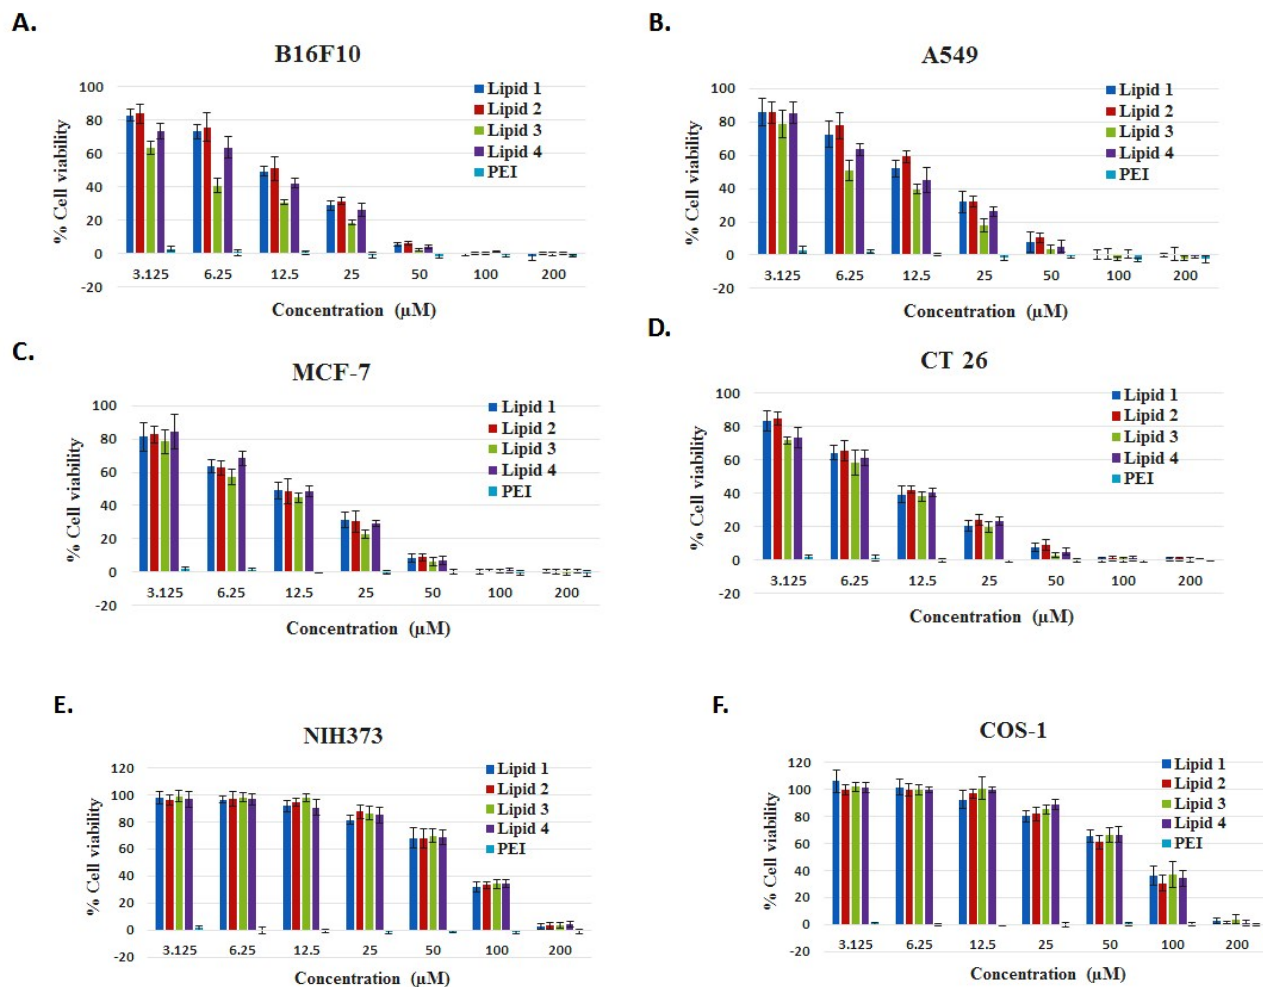 A.
B16F10
100
80
60
40
20
0
-20
% Cell viability
Lipid 1
Lipid 2
Lipid 3
Lipid 4
PEI
3.125 6.25 12.5 25 50 100 200
Concentration (µM)
B.
A549
100
80
60
40
20
0
-20
% Cell viability
Lipid 1
Lipid 2
Lipid 3
Lipid 4
PEI
3.125 6.25 12.5 25 50 100 200
Concentration (µM)
C.
MCF-7
100
80
60
40
20
0
-20
% Cell viability
Lipid 1
Lipid 2
Lipid 3
Lipid 4
PEI
3.125 6.25 12.5 25 50 100 200
Concentration (µM)
D.
CT 26
100
80
60
40
20
0
-20
% Cell viability
Lipid 1
Lipid 2
Lipid 3
Lipid 4
PEI
3.125 6.25 12.5 25 50 100 200
Concentration (µM)
E.
NIH373
120
100
80
60
40
20
0
-20
% Cell viability
Lipid 1
Lipid 2
Lipid 3
Lipid 4
PEI
3.125 6.25 12.5 25 50 100 200
Concentration (µM)
F.
COS-1
120
100
80
60
40
20
0
-20
% Cell viability
Lipid 1
Lipid 2
Lipid 3
Lipid 4
PEI
3.125 6.25 12.5 25 50 100 200
Concentration (µM)